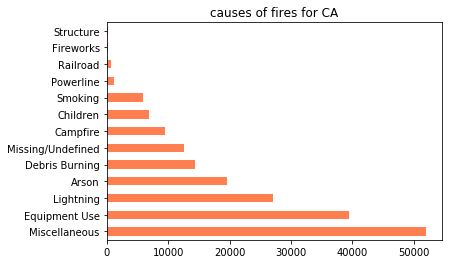 causes of fires for CA
Structure
Fireworks
Railroad
Powerline
Smoking
Children
Campfire
Missing/Undefined
Debris Burning
Arson
Lightning
Equipment Use
Miscellaneous
0 10000 20000 30000 40000 50000